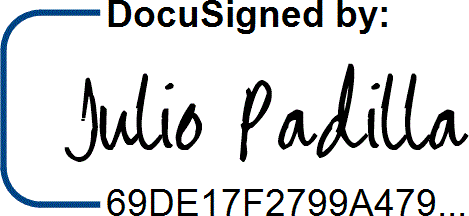 DocuSigned by:
Julio Padilla
69DE17F2799A479...